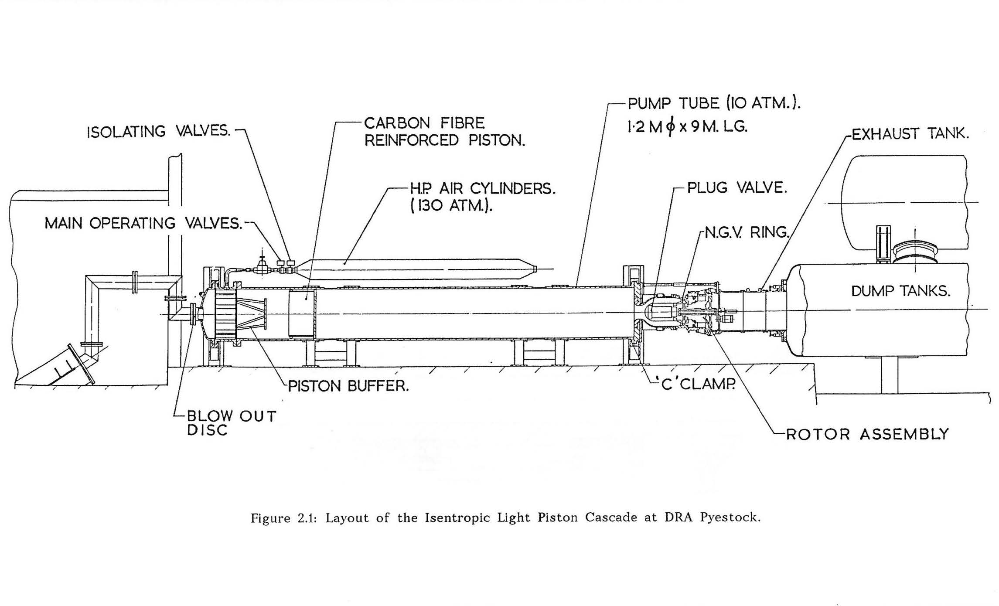 PUMP TUBE (10 ATM.).
1·2 M ϕ x 9 M. LG.
CARBON FIBRE
REINFORCED PISTON.
ISOLATING VALVES.
EXHAUST TANK.
H.P. AIR CYLINDERS.
(130 ATM.).
PLUG VALVE.
MAIN OPERATING VALVES.
N.G.V. RING.
DUMP TANKS.
PISTON BUFFER.
'C' CLAMP.
BLOW OUT
DISC
ROTOR ASSEMBLY
Figure 2.1: Layout of the Isentropic Light Piston Cascade at DRA Pyestock.